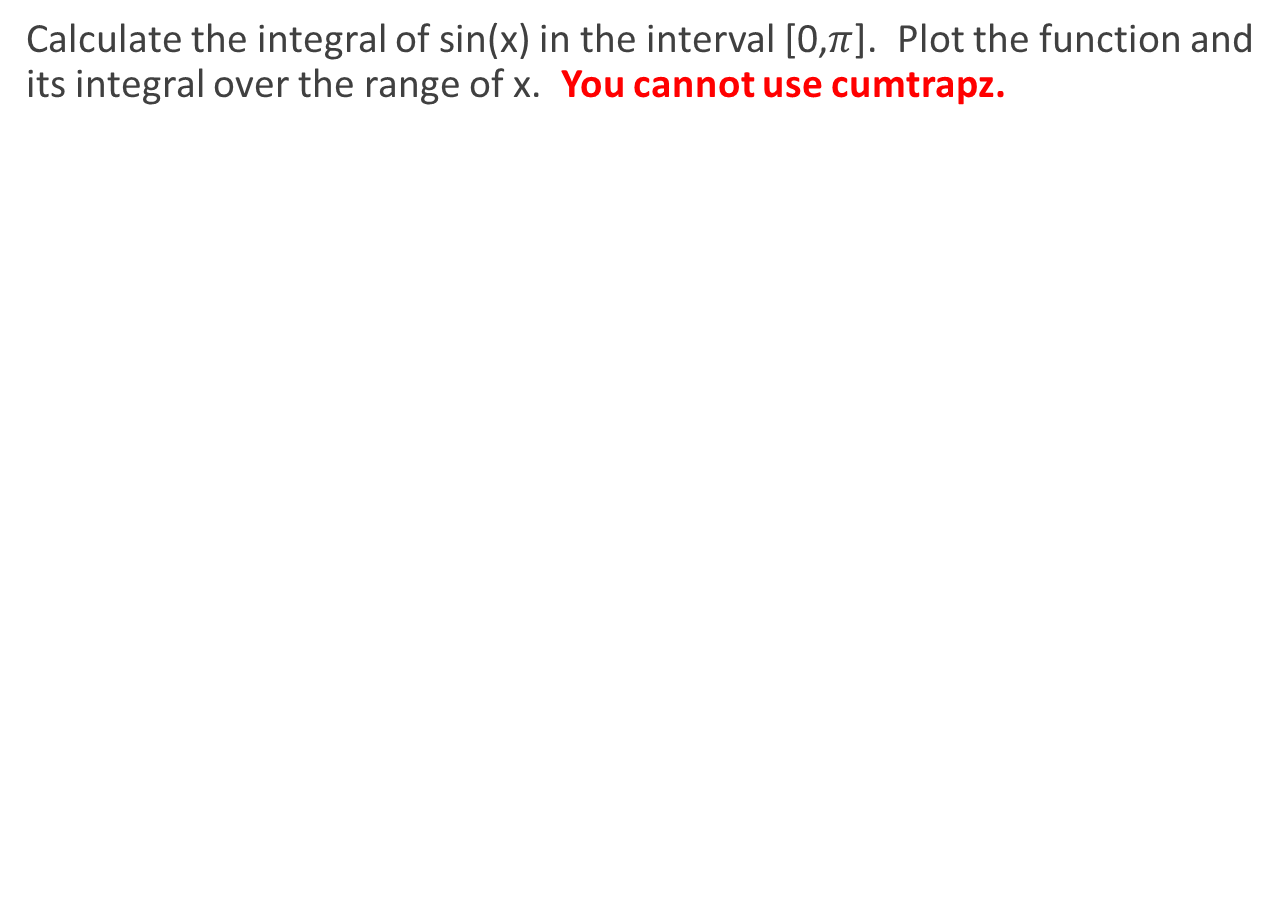 Calculate the integral of sin(x) in the interval [0,𝜋].  Plot the function and
its integral over the range of x.  You cannot use cumtrapz.